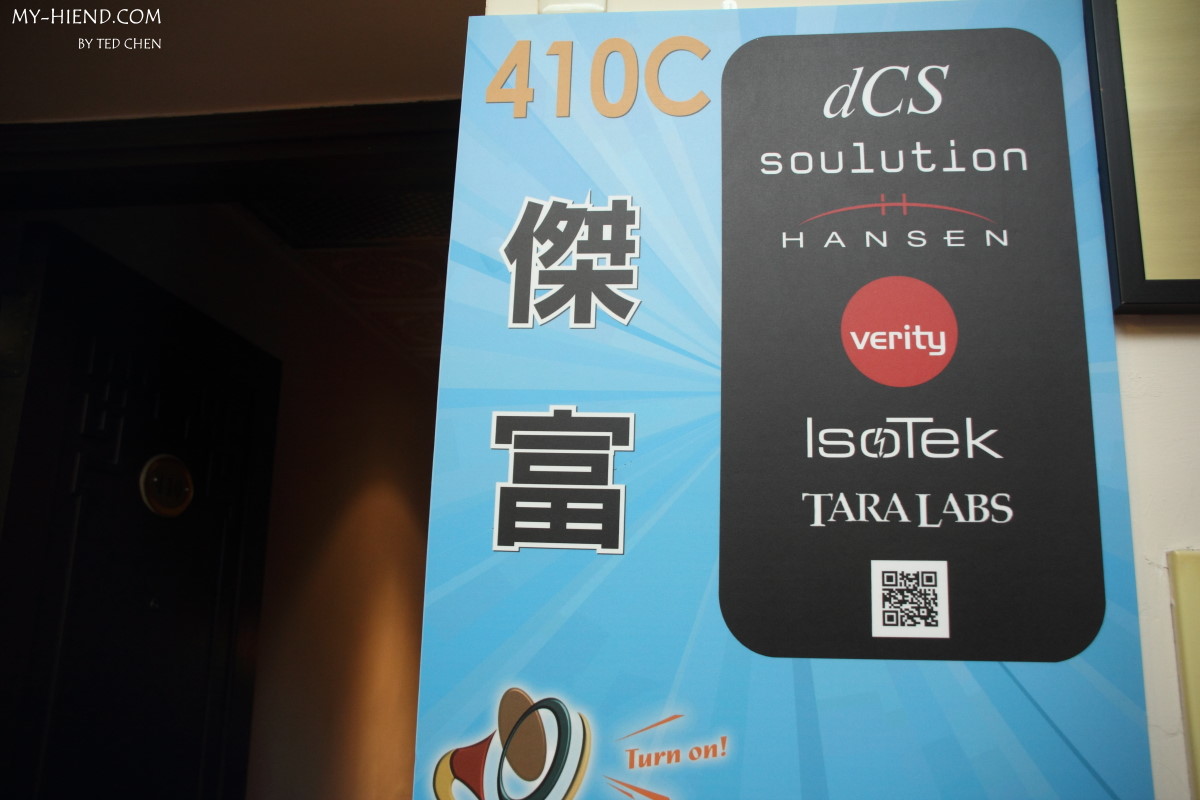 MY-HIEND.COM
BY TED CHEN
410C
傑
富
dCS
soulution
HANSEN
verity
IsoTek
TARA LABS
Turn on!